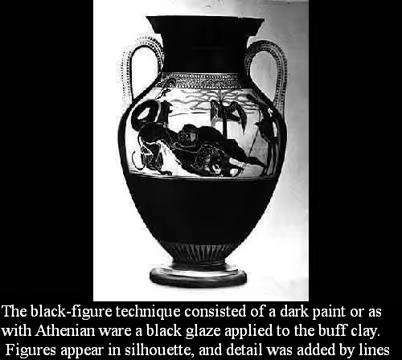 The black-figure technique consisted of a dark paint or as
with Athenian ware a black glaze applied to the buff clay.
Figures appear in silhouette, and detail was added by lines